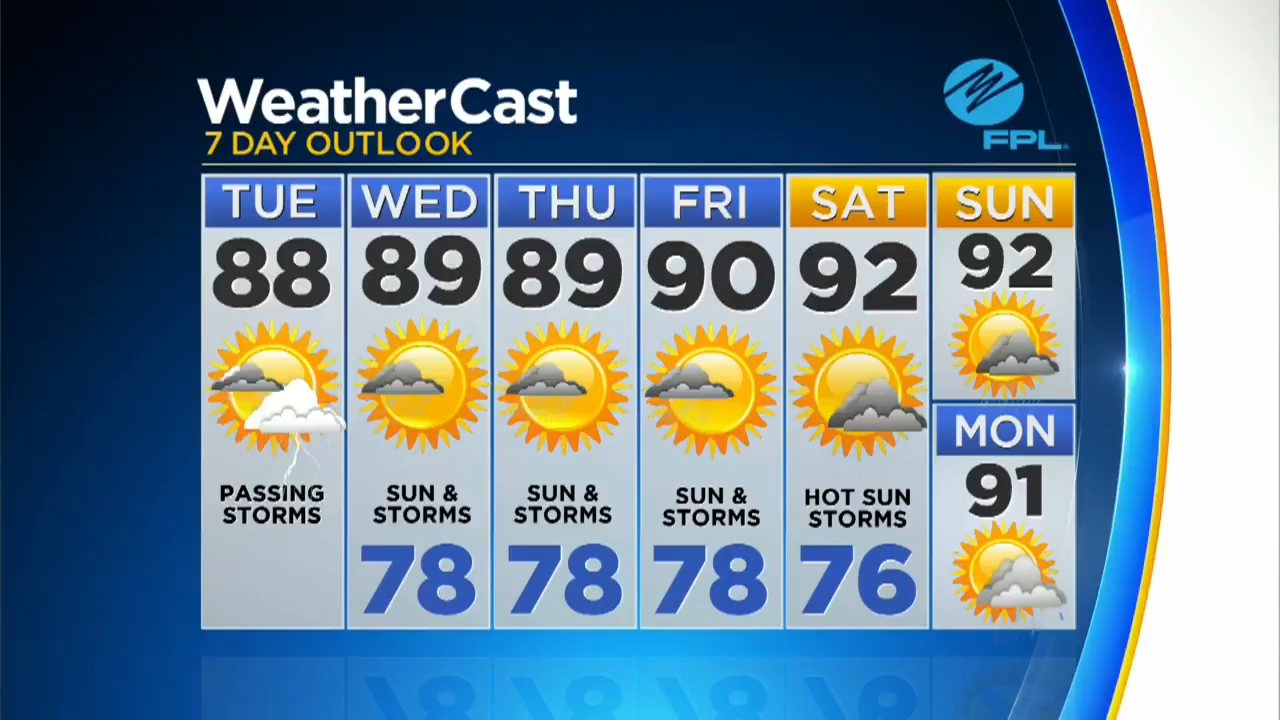 WeatherCast
7 DAY OUTLOOK
FPL
TUE
88
PASSING
STORMS
WED
89
SUN &
STORMS
78
THU
89
SUN &
STORMS
78
FRI
90
SUN &
STORMS
78
SAT
92
HOT SUN
STORMS
76
SUN
92
MON
91